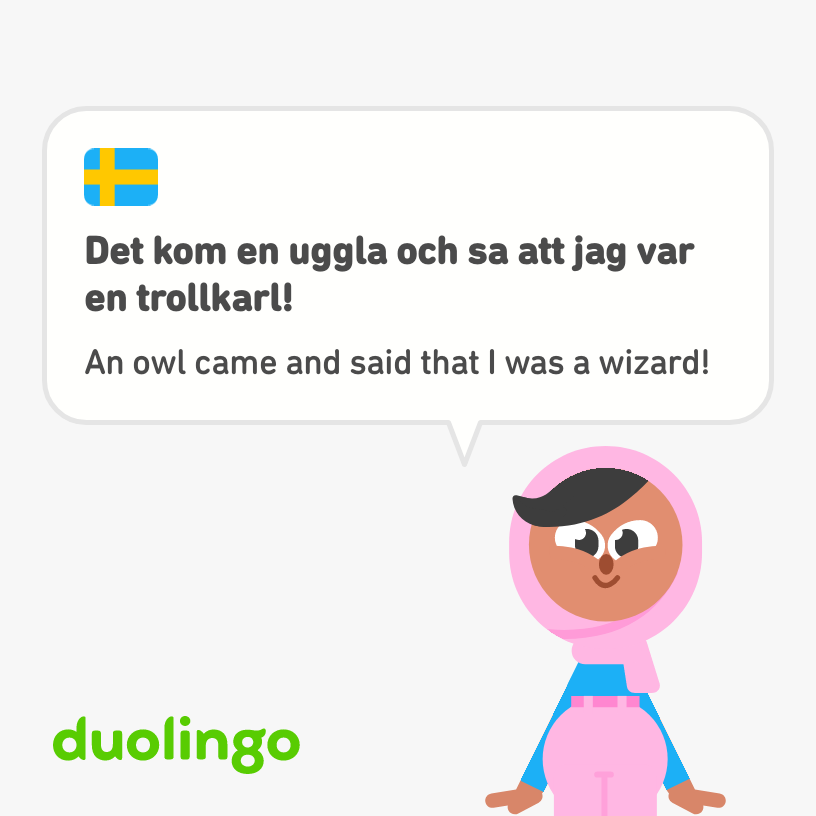 Det kom en uggla och sa att jag var
en trollkarl!
An owl came and said that I was a wizard!
duolingo